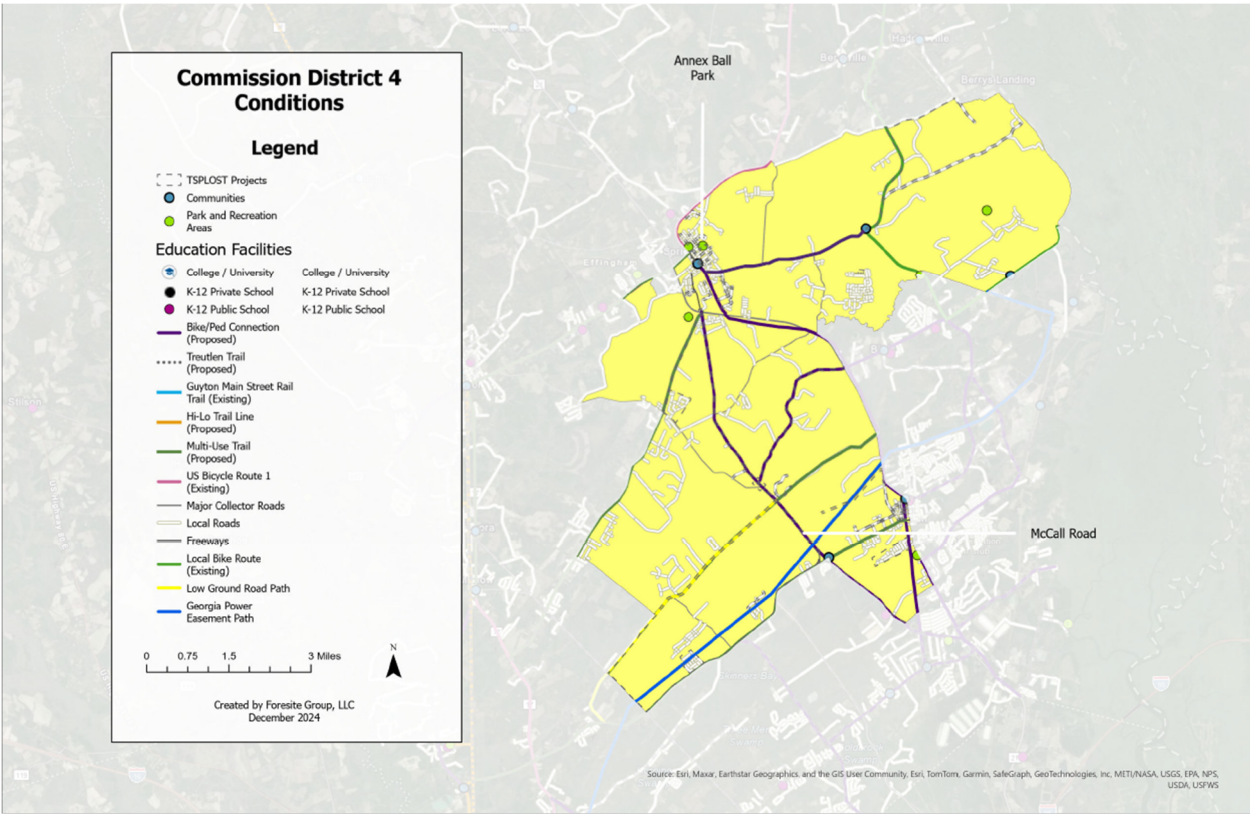 Commission District 4
Conditions
Legend
TSPLOST Projects
Communities
Park and Recreation
Areas
Education Facilities
College / University College / University
K-12 Private School K-12 Private School
K-12 Public School K-12 Public School
Bike/Ped Connection
(Proposed)
Treutlen Trail
(Proposed)
Guyton Main Street Rail
Trail (Existing)
Hi-Lo Trail Line
(Proposed)
Multi-Use Trail
(Proposed)
US Bicycle Route 1
(Existing)
Major Collector Roads
Local Roads
Freeways
Local Bike Route
(Existing)
Low Ground Road Path
Georgia Power
Easement Path
0 0.75 1.5 3 Miles
N
Created by Foresite Group, LLC
December 2024
Annex Ball
Park
Berrys Landing
Effingham
McCall Road
Source: Esri, Maxar, Earthstar Geographics, and the GIS User Community, Esri, TomTom, Garmin, SafeGraph, GeoTechnologies, Inc, METI/NASA, USGS, EPA, NPS,
USDA, USFWS